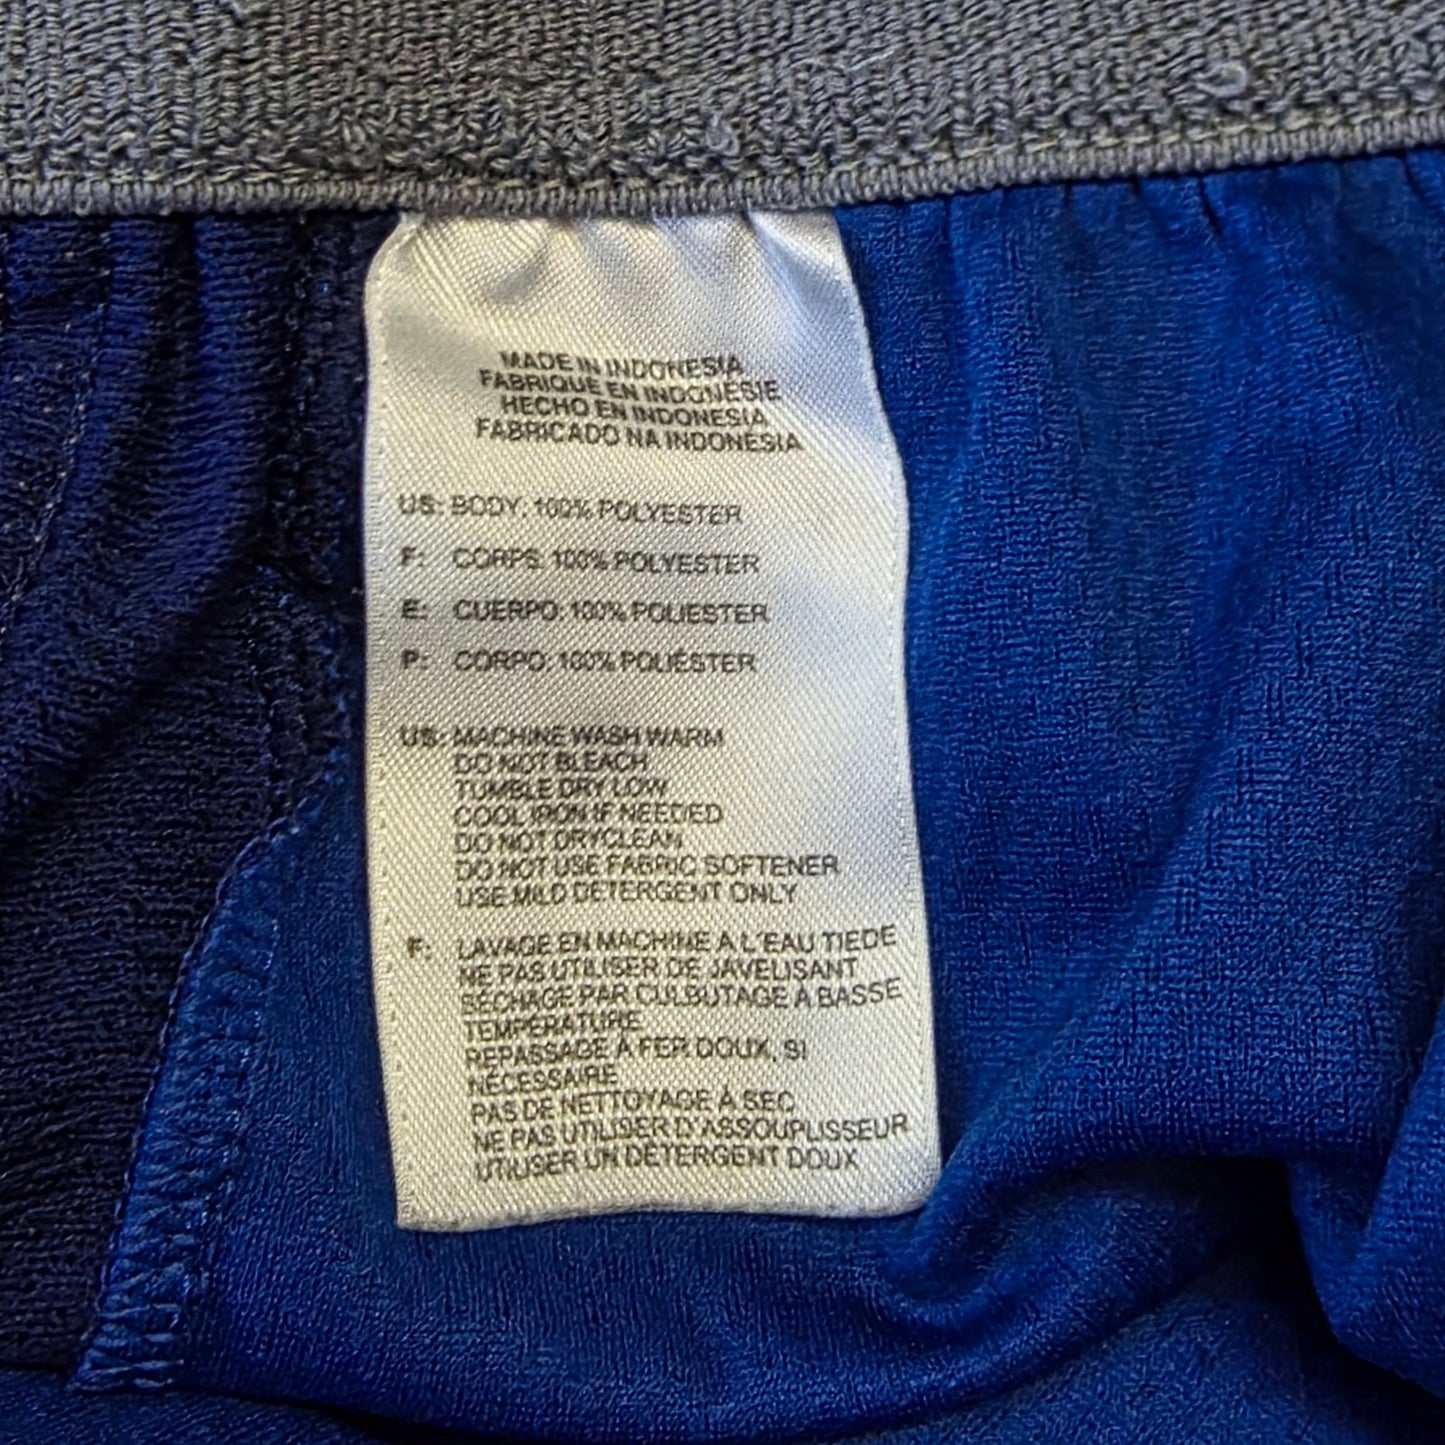 MADE IN INDONESIA
FABRIQUE EN INDONÉSIE
HECHO EN INDONESIA
FABRICADO NA INDONÉSIA
US: BODY: 100% POLYESTER
F: CORPS: 100% POLYESTER
E: CUERPO: 100% POLIESTER
P: CORPO: 100% POLIÉSTER
US: MACHINE WASH WARM
DO NOT BLEACH
TUMBLE DRY LOW
COOL IRON IF NEEDED
DO NOT DRYCLEAN
DO NOT USE FABRIC SOFTENER
USE MILD DETERGENT ONLY
F: LAVAGE EN MACHINE À L'EAU TIEDE
NE PAS UTILISER DE JAVELISANT
SÉCHAGE PAR CULBUTAGE À BASSE
TEMPÉRATURE
REPASSAGE À FER DOUX, SI
NÉCESSAIRE
PAS DE NETTOYAGE À SEC
NE PAS UTILISER D'ASSOUPLISSEUR
UTILISER UN DÉTERGENT DOUX